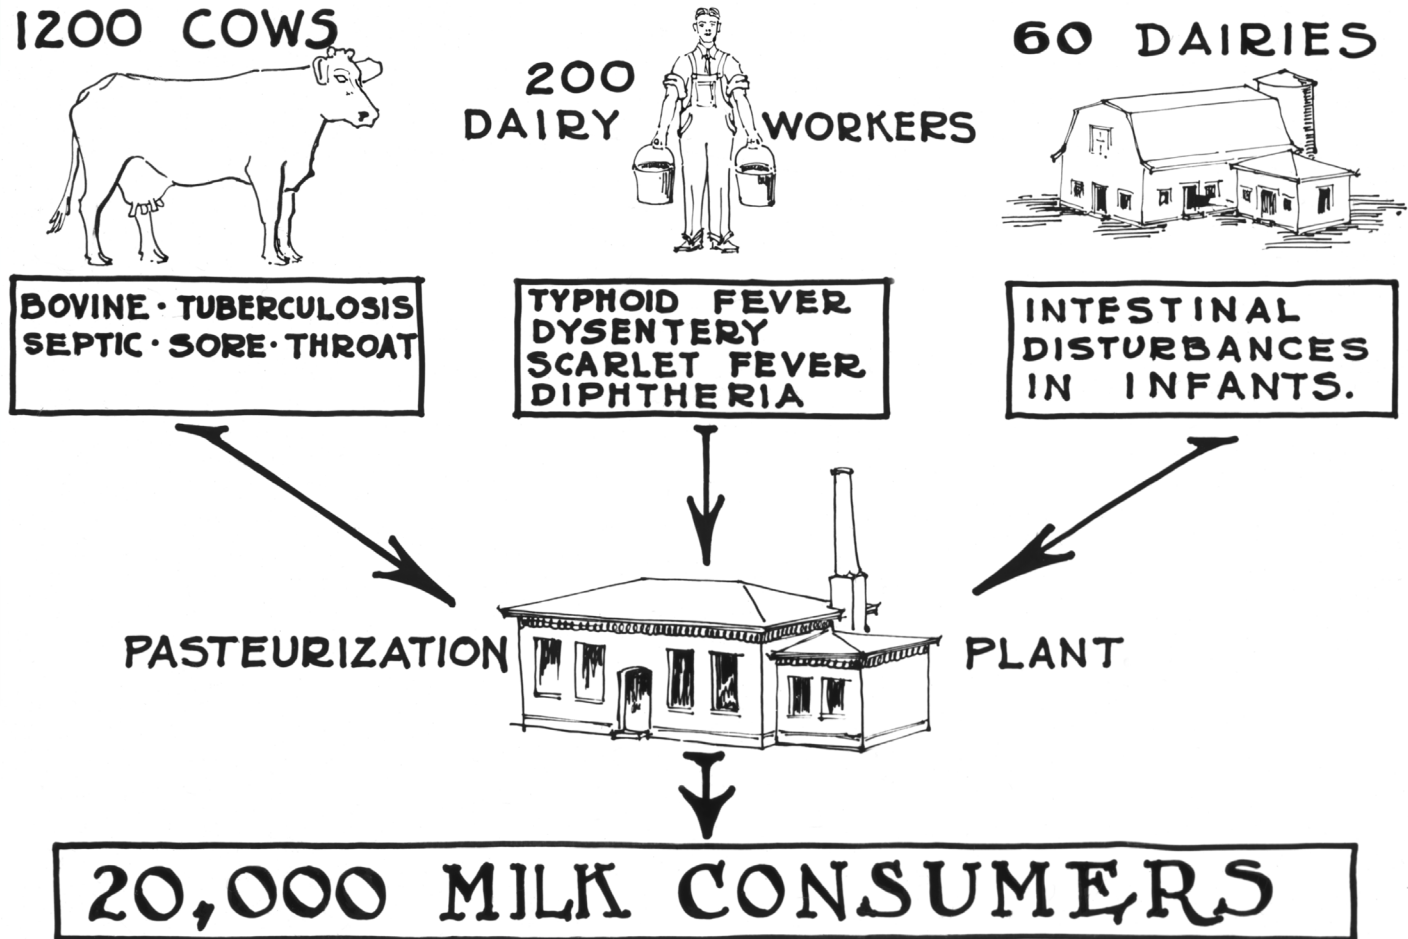 1200 COWS
200
DAIRY WORKERS
60 DAIRIES
BOVINE · TUBERCULOSIS
SEPTIC · SORE · THROAT
TYPHOID FEVER
DYSENTERY
SCARLET FEVER
DIPHTHERIA
INTESTINAL
DISTURBANCES
IN INFANTS.
PASTEURIZATION PLANT
20,000 MILK CONSUMERS